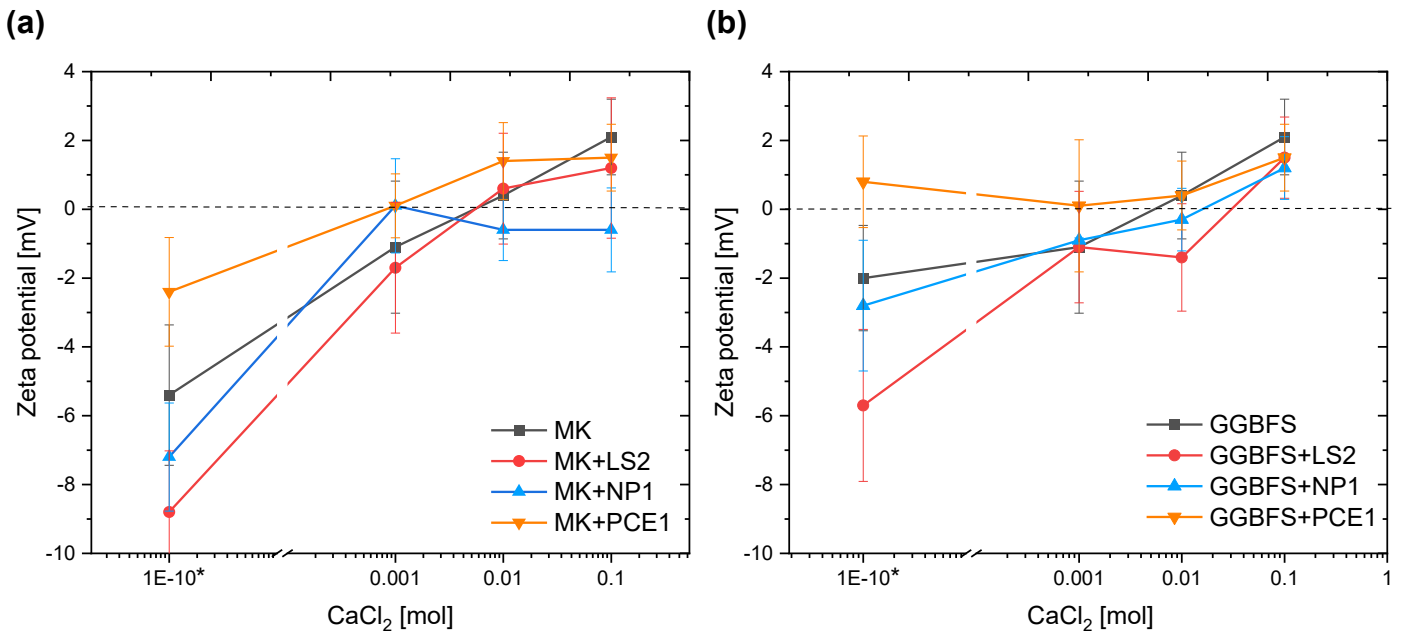 (a)
(b)
Zeta potential [mV]
4
2
0
-2
-4
-6
-8
-10
1E-10*
0.001
0.01
0.1
CaCl2 [mol]
MK
MK+LS2
MK+NP1
MK+PCE1
Zeta potential [mV]
4
2
0
-2
-4
-6
-8
-10
1E-10*
0.001
0.01
0.1
1
CaCl2 [mol]
GGBFS
GGBFS+LS2
GGBFS+NP1
GGBFS+PCE1